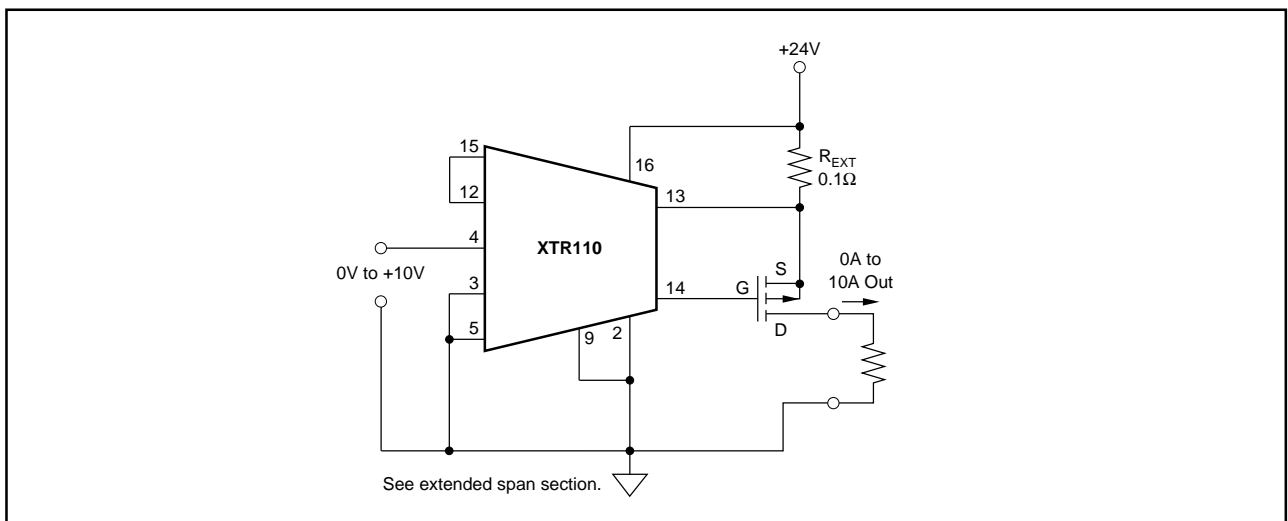 +24V
15
16
R_EXT
0.1Ω
12
13
4
XTR110
0V to +10V
3
14
G
S
0A to
10A Out
5
9
2
D
See extended span section.